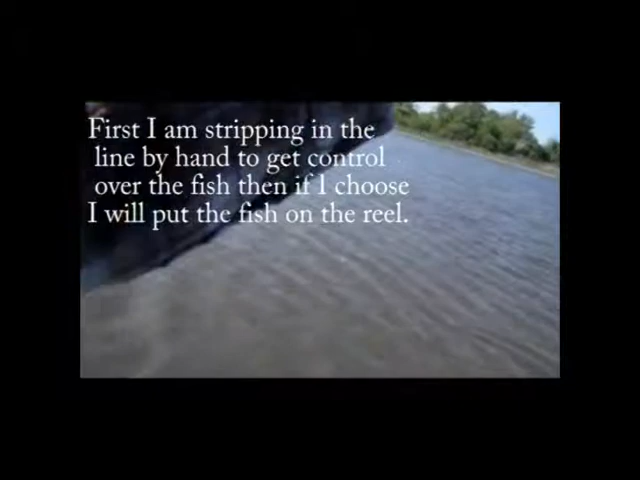 First I am stripping in the
line by hand to get control
over the fish then if I choose
I will put the fish on the reel.